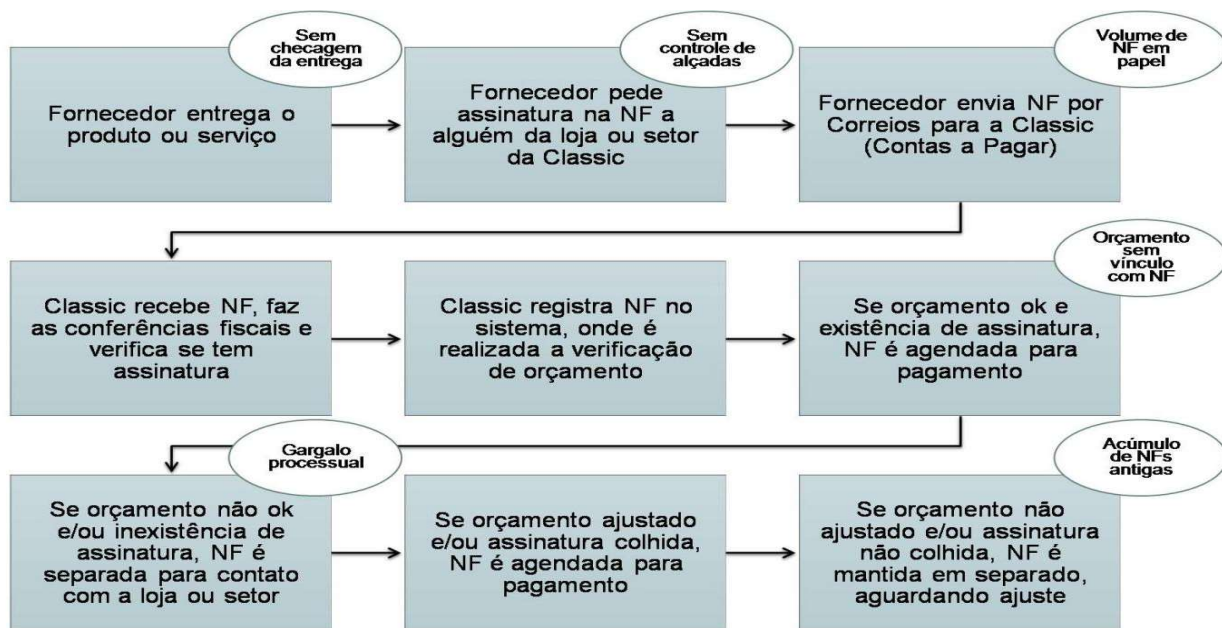 Sem
checagem
da entrega
Fornecedor entrega o
produto ou serviço
Sem
controle de
alçadas
Fornecedor pede
assinatura na NF a
alguém da loja ou setor
da Classic
Volume de
NF em
papel
Fornecedor envia NF por
Correios para a Classic
(Contas a Pagar)
Classic recebe NF, faz
as conferências fiscais e
verifica se tem
assinatura
Classic registra NF no
sistema, onde é
realizada a verificação
de orçamento
Orçamento
sem
vínculo
com NF
Se orçamento ok e
existência de assinatura,
NF é agendada para
pagamento
Gargalo
processual
Se orçamento não ok
e/ou inexistência de
assinatura, NF é
separada para contato
com a loja ou setor
Se orçamento ajustado
e/ou assinatura colhida,
NF é agendada para
pagamento
Acúmulo
de NFs
antigas
Se orçamento não
ajustado e/ou assinatura
não colhida, NF é
mantida em separado,
aguardando ajuste